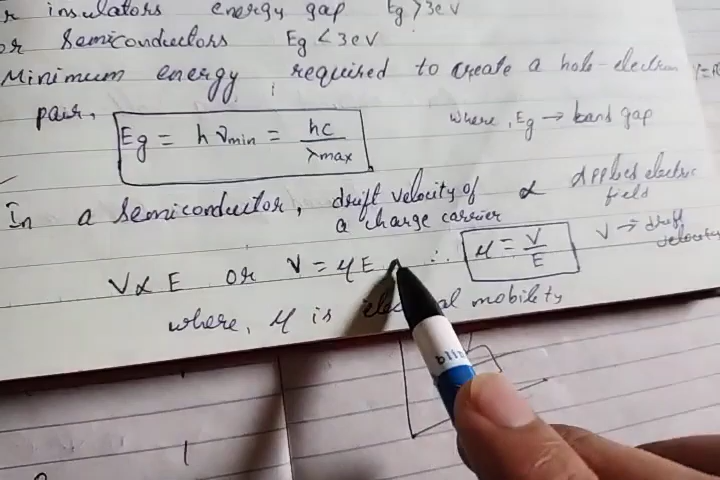 insulators energy gap Eg > 3eV
or Semiconductors Eg < 3eV
Minimum energy required to create a hole-electron
pair,
Eg = hνmin = hc/λmax where, Eg → band gap
In a semiconductor, drift velocity of a charge carrier ∝ Applied electric field
V ∝ E or V = μE ∴ μ = V/E V → drift velocity
where, μ is mobility